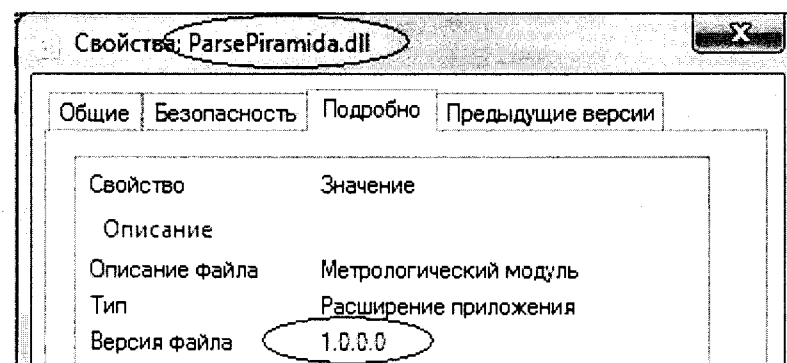 Свойства: ParsePiramida.dll
X
Общие Безопасность Подробно Предыдущие версии
Свойство Значение
Описание
Описание файла Метрологический модуль
Тип Расширение приложения
Версия файла 1.0.0.0